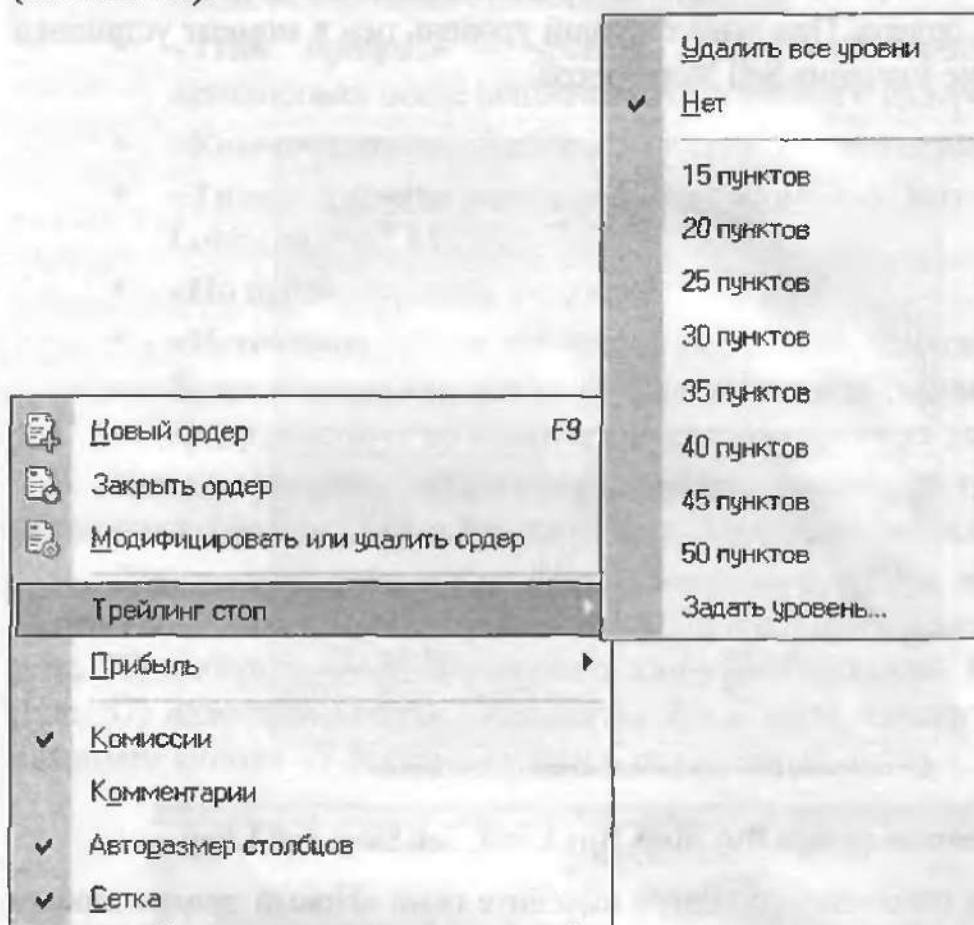 Удалить все уровни
Нет
15 пунктов
20 пунктов
25 пунктов
30 пунктов
35 пунктов
40 пунктов
45 пунктов
50 пунктов
Задать уровень...
Новый ордер F9
Закрыть ордер
Модифицировать или удалить ордер
Трейлинг стоп
Прибыль
Комиссии
Комментарии
Авторазмер столбцов
Сетка